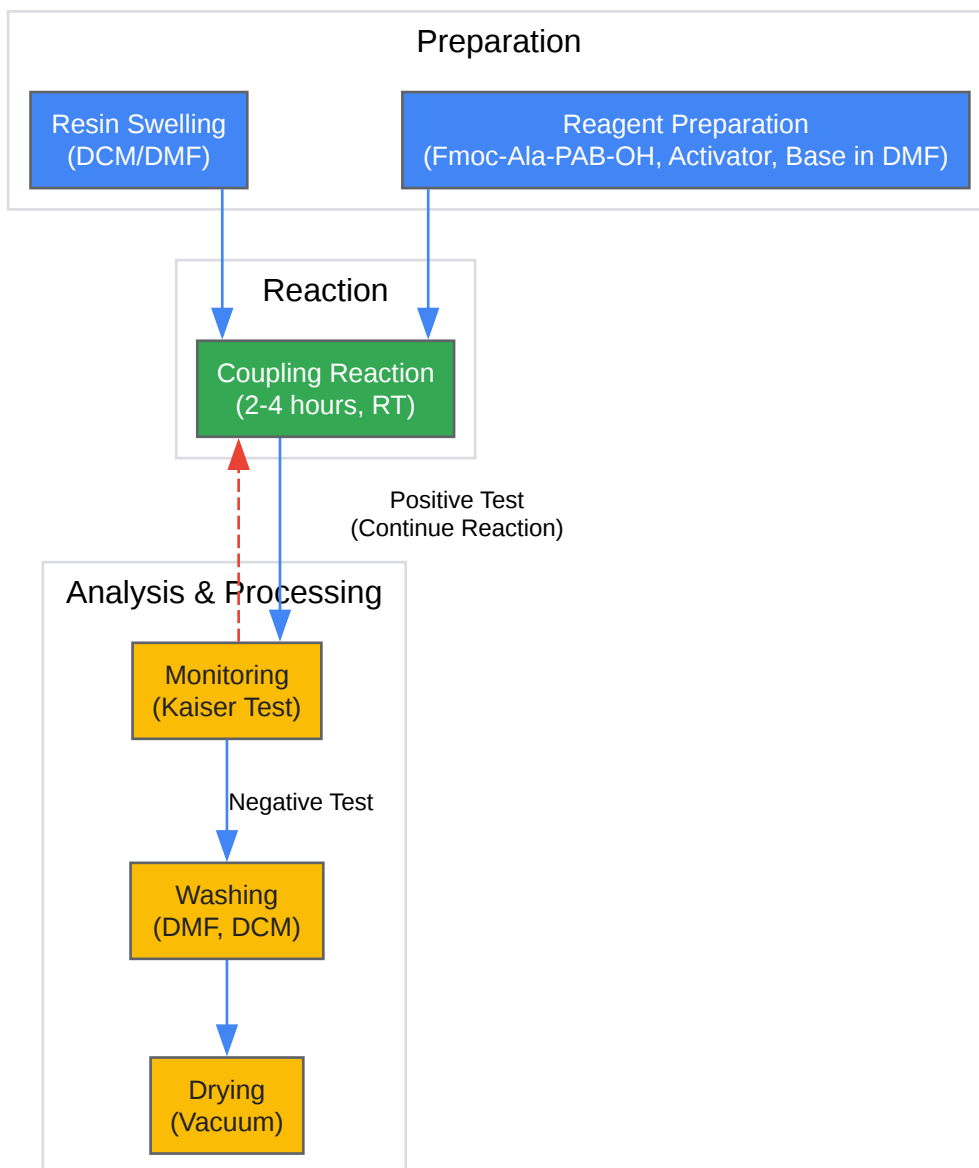 Preparation
Resin Swelling
(DCM/DMF)
Reagent Preparation
(Fmoc-Ala-PAB-OH, Activator, Base in DMF)
Reaction
Coupling Reaction
(2-4 hours, RT)
Positive Test
(Continue Reaction)
Analysis & Processing
Monitoring
(Kaiser Test)
Negative Test
Washing
(DMF, DCM)
Drying
(Vacuum)